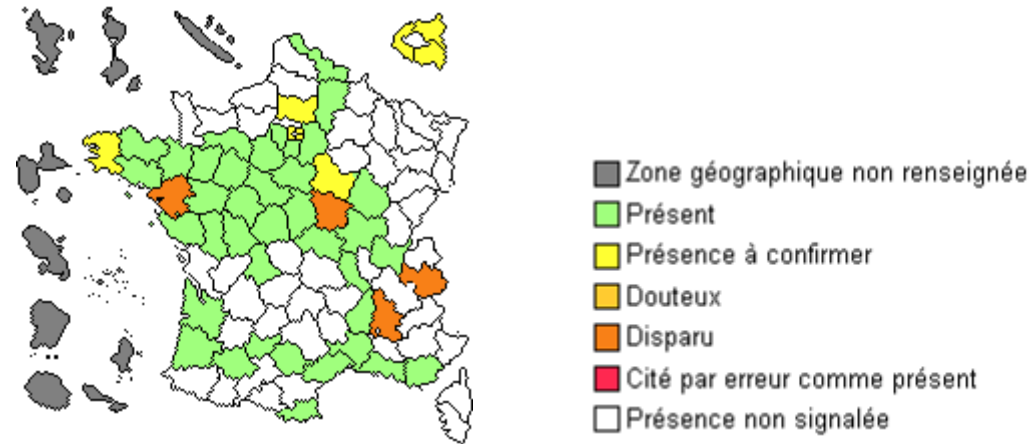 Zone géographique non renseignée
Présent
Présence à confirmer
Douteux
Disparu
Cité par erreur comme présent
Présence non signalée